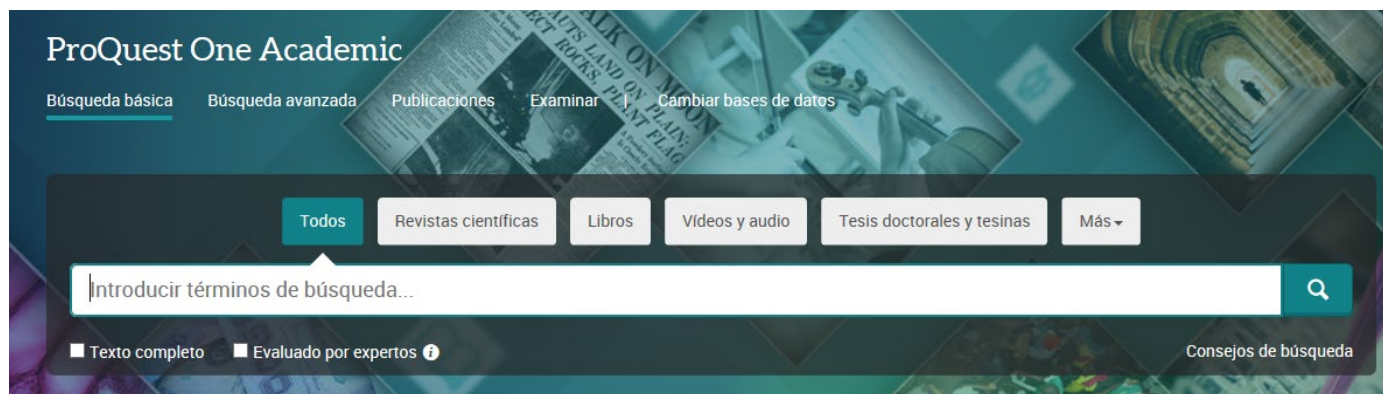 ProQuest One Academic
Búsqueda básica Búsqueda avanzada Publicaciones Examinar | Cambiar bases de datos
Todos Revistas científicas Libros Vídeos y audio Tesis doctorales y tesinas Más
Introducir términos de búsqueda...
Texto completo Evaluado por expertos
Consejos de búsqueda